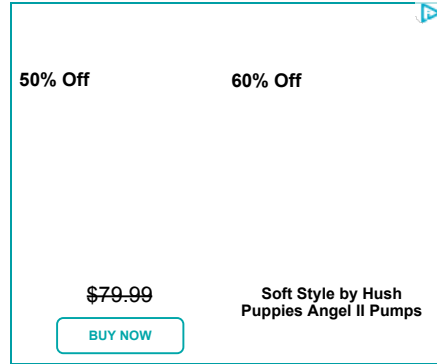 50% Off
60% Off
$79.99
BUY NOW
Soft Style by Hush
Puppies Angel II Pumps